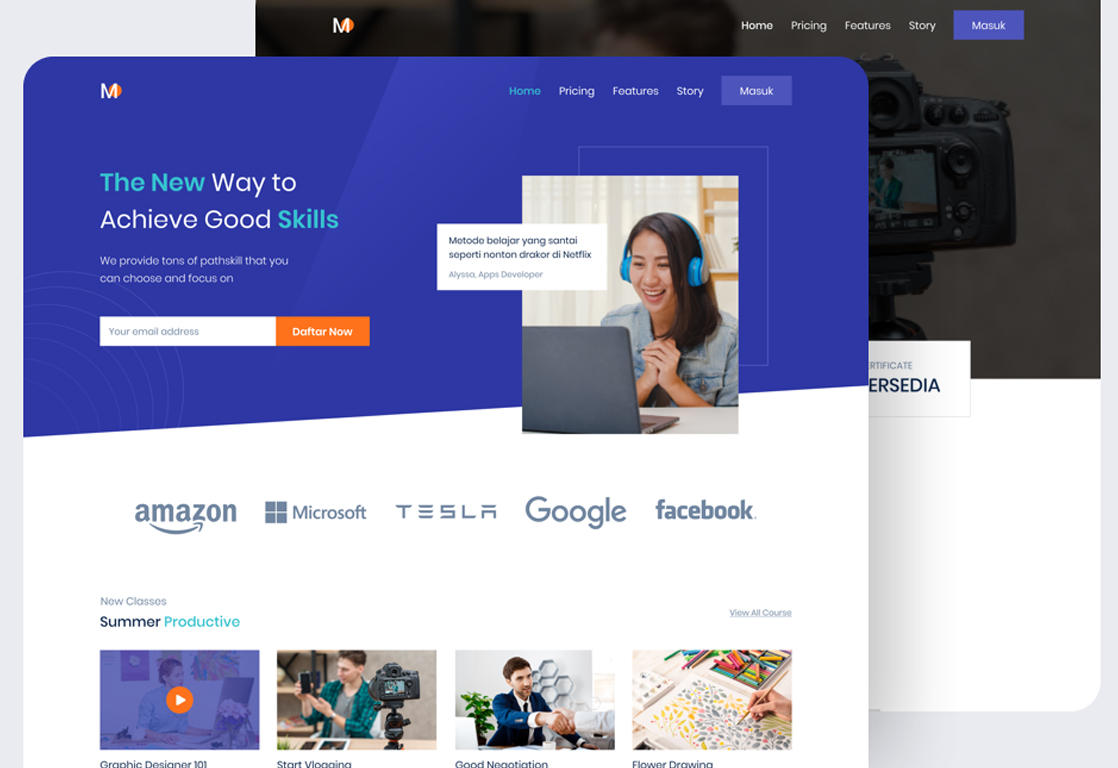 M
Home Pricing Features Story Masuk
M
Home Pricing Features Story Masuk
The New Way to
Achieve Good Skills
We provide tons of pathskill that you
can choose and focus on
Your email address
Daftar Now
Metode belajar yang santai
seperti nonton drakor di Netflix
Alyssa, Apps Developer
amazon
Microsoft
TESLA
Google
facebook
New Classes
Summer Productive
View All Course
Graphic Designer 101
Start Vlogging
Good Negotiation
Flower Drawing
ERTIFICATE
ERSEDIA